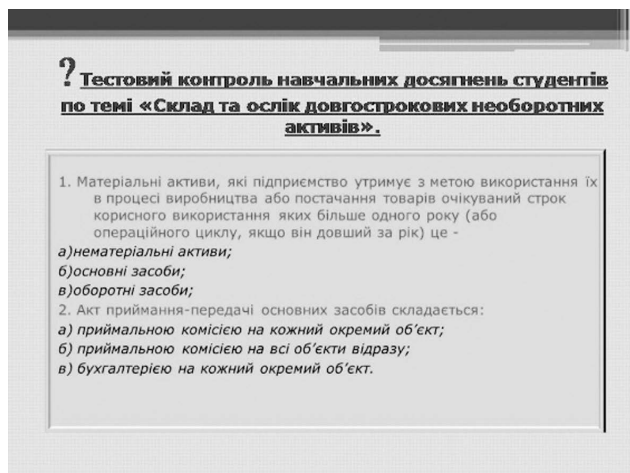 ? Тестовий контроль навчальних досягнень студентів
по темі «Склад та ослік довгострокових необоротних
активів».
1. Матеріальні активи, які підприємство утримує з метою використання їх
в процесі виробництва або постачання товарів очікуваний строк
корисного використання яких більше одного року (або
операційного циклу, якщо він довший за рік) це -
а)нематеріальні активи;
б)основні засоби;
в)оборотні засоби;
2. Акт приймання-передачі основних засобів складається:
а) приймальною комісією на кожний окремий об’єкт;
б) приймальною комісією на всі об’єкти відразу;
в) бухгалтерією на кожний окремий об’єкт.